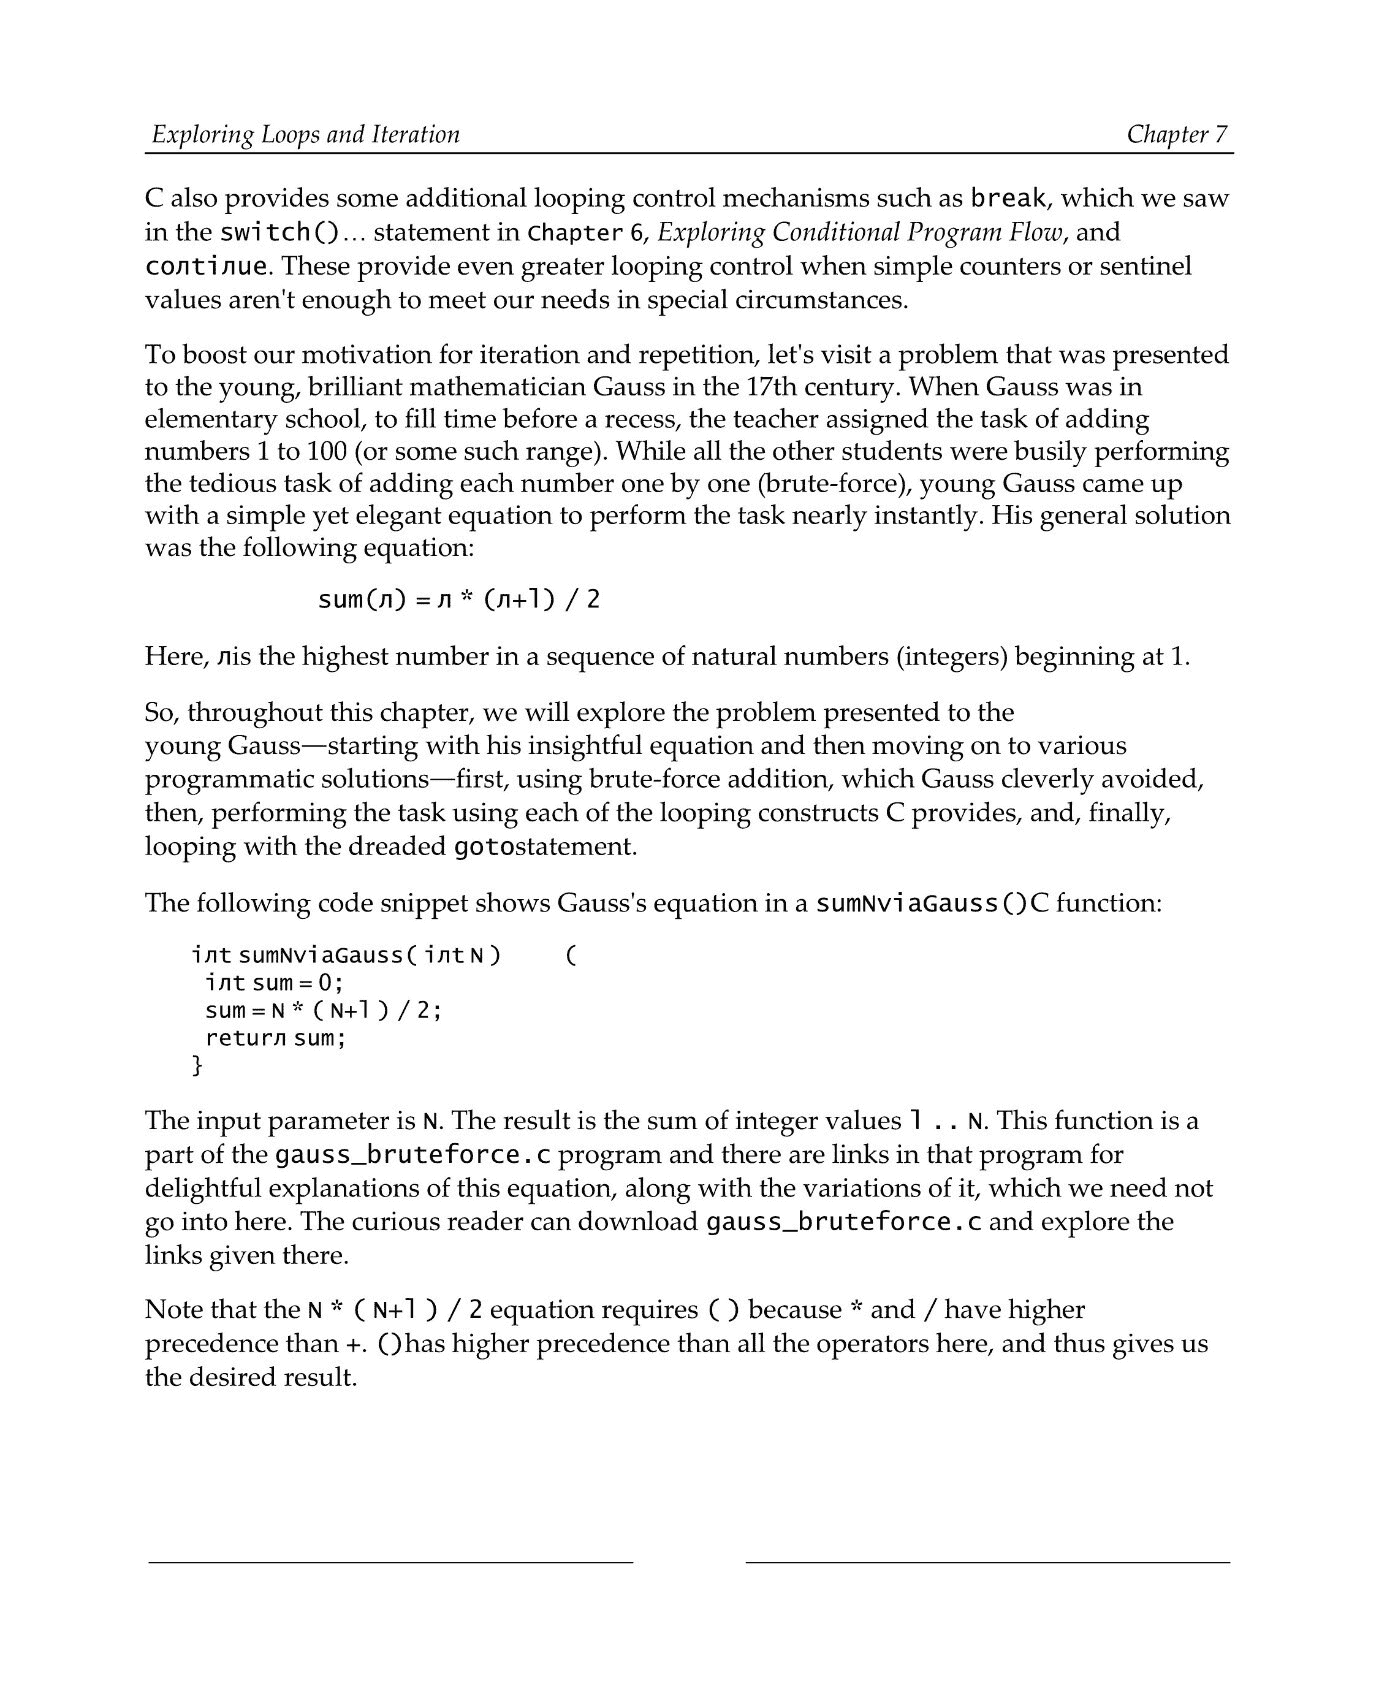 Exploring Loops and Iteration Chapter 7
C also provides some additional looping control mechanisms such as break, which we saw
in the switch()… statement in Chapter 6, Exploring Conditional Program Flow, and
colтiлue. These provide even greater looping control when simple counters or sentinel
values aren't enough to meet our needs in special circumstances.
To boost our motivation for iteration and repetition, let's visit a problem that was presented
to the young, brilliant mathematician Gauss in the 17th century. When Gauss was in
elementary school, to fill time before a recess, the teacher assigned the task of adding
numbers 1 to 100 (or some such range). While all the other students were busily performing
the tedious task of adding each number one by one (brute-force), young Gauss came up
with a simple yet elegant equation to perform the task nearly instantly. His general solution
was the following equation:
sum(л) = л * (л+l) / 2
Here, лis the highest number in a sequence of natural numbers (integers) beginning at 1.
So, throughout this chapter, we will explore the problem presented to the
young Gauss—starting with his insightful equation and then moving on to various
programmatic solutions—first, using brute-force addition, which Gauss cleverly avoided,
then, performing the task using each of the looping constructs C provides, and, finally,
looping with the dreaded gotostatement.
The following code snippet shows Gauss's equation in a sumNviaGauss()C function:
iлt sumNviaGauss( iлt N ) (
iлt sum = 0;
sum = N * ( N+l ) / 2;
returл sum;
}
The input parameter is N. The result is the sum of integer values l .. N. This function is a
part of the gauss_bruteforce.c program and there are links in that program for
delightful explanations of this equation, along with the variations of it, which we need not
go into here. The curious reader can download gauss_bruteforce.c and explore the
links given there.
Note that the N * ( N+l ) / 2 equation requires ( ) because * and / have higher
precedence than +. ()has higher precedence than all the operators here, and thus gives us
the desired result.